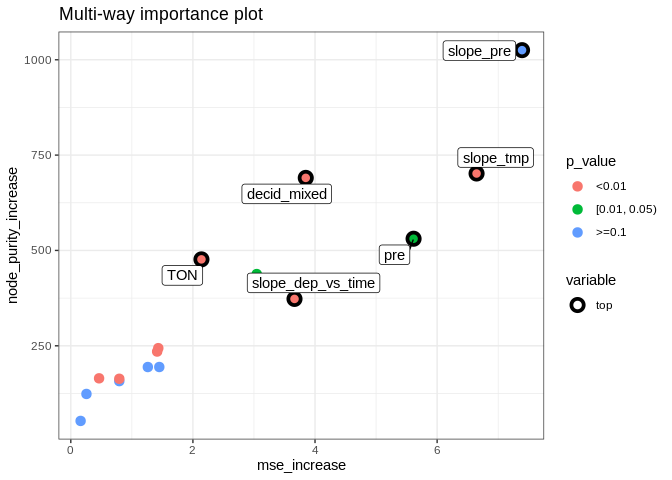 Multi-way importance plot
node_purity_increase
1000
750
500
250
0
2
4
6
mse_increase
slope_pre
slope_tmp
decid_mixed
pre
TON
slope_dep_vs_time
p_value
<0.01
[0.01, 0.05)
>=0.1
variable
top